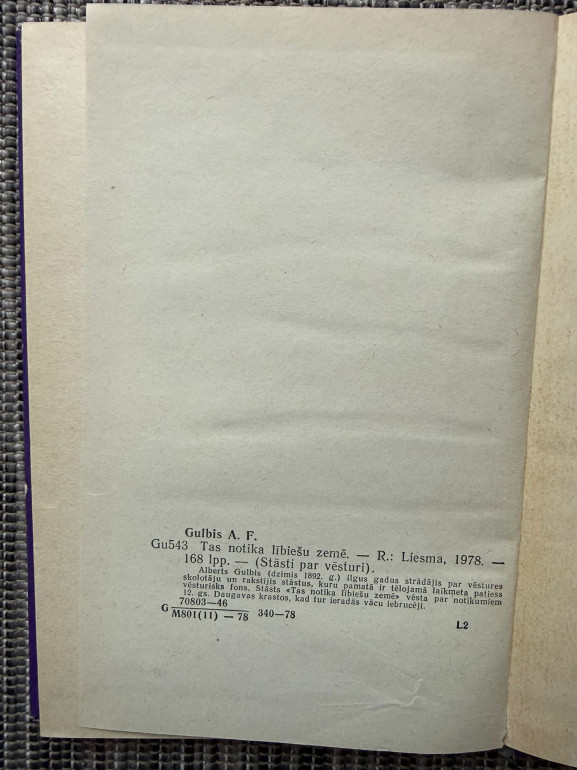 Gulbis A. F.
Gu543 Tas notika lībiešu zemē. — R.: Liesma, 1978. —
168 lpp. — (Stāsti par vēsturi).
Alberts Gulbis (dzimis 1892. g.) ilgus gadus strādājis par vēstures
skolotāju un rakstījis stāstus, kuru pamatā ir tēlojamā laikmeta patiess
vēsturisks fons. Stāsts «Tas notika lībiešu zemē» vēsta par notikumiem
12. gs. Daugavas krastos, kad tur ieradās vācu iebrucēji.
70803—46
G 340—78
M801(11) — 78
L2